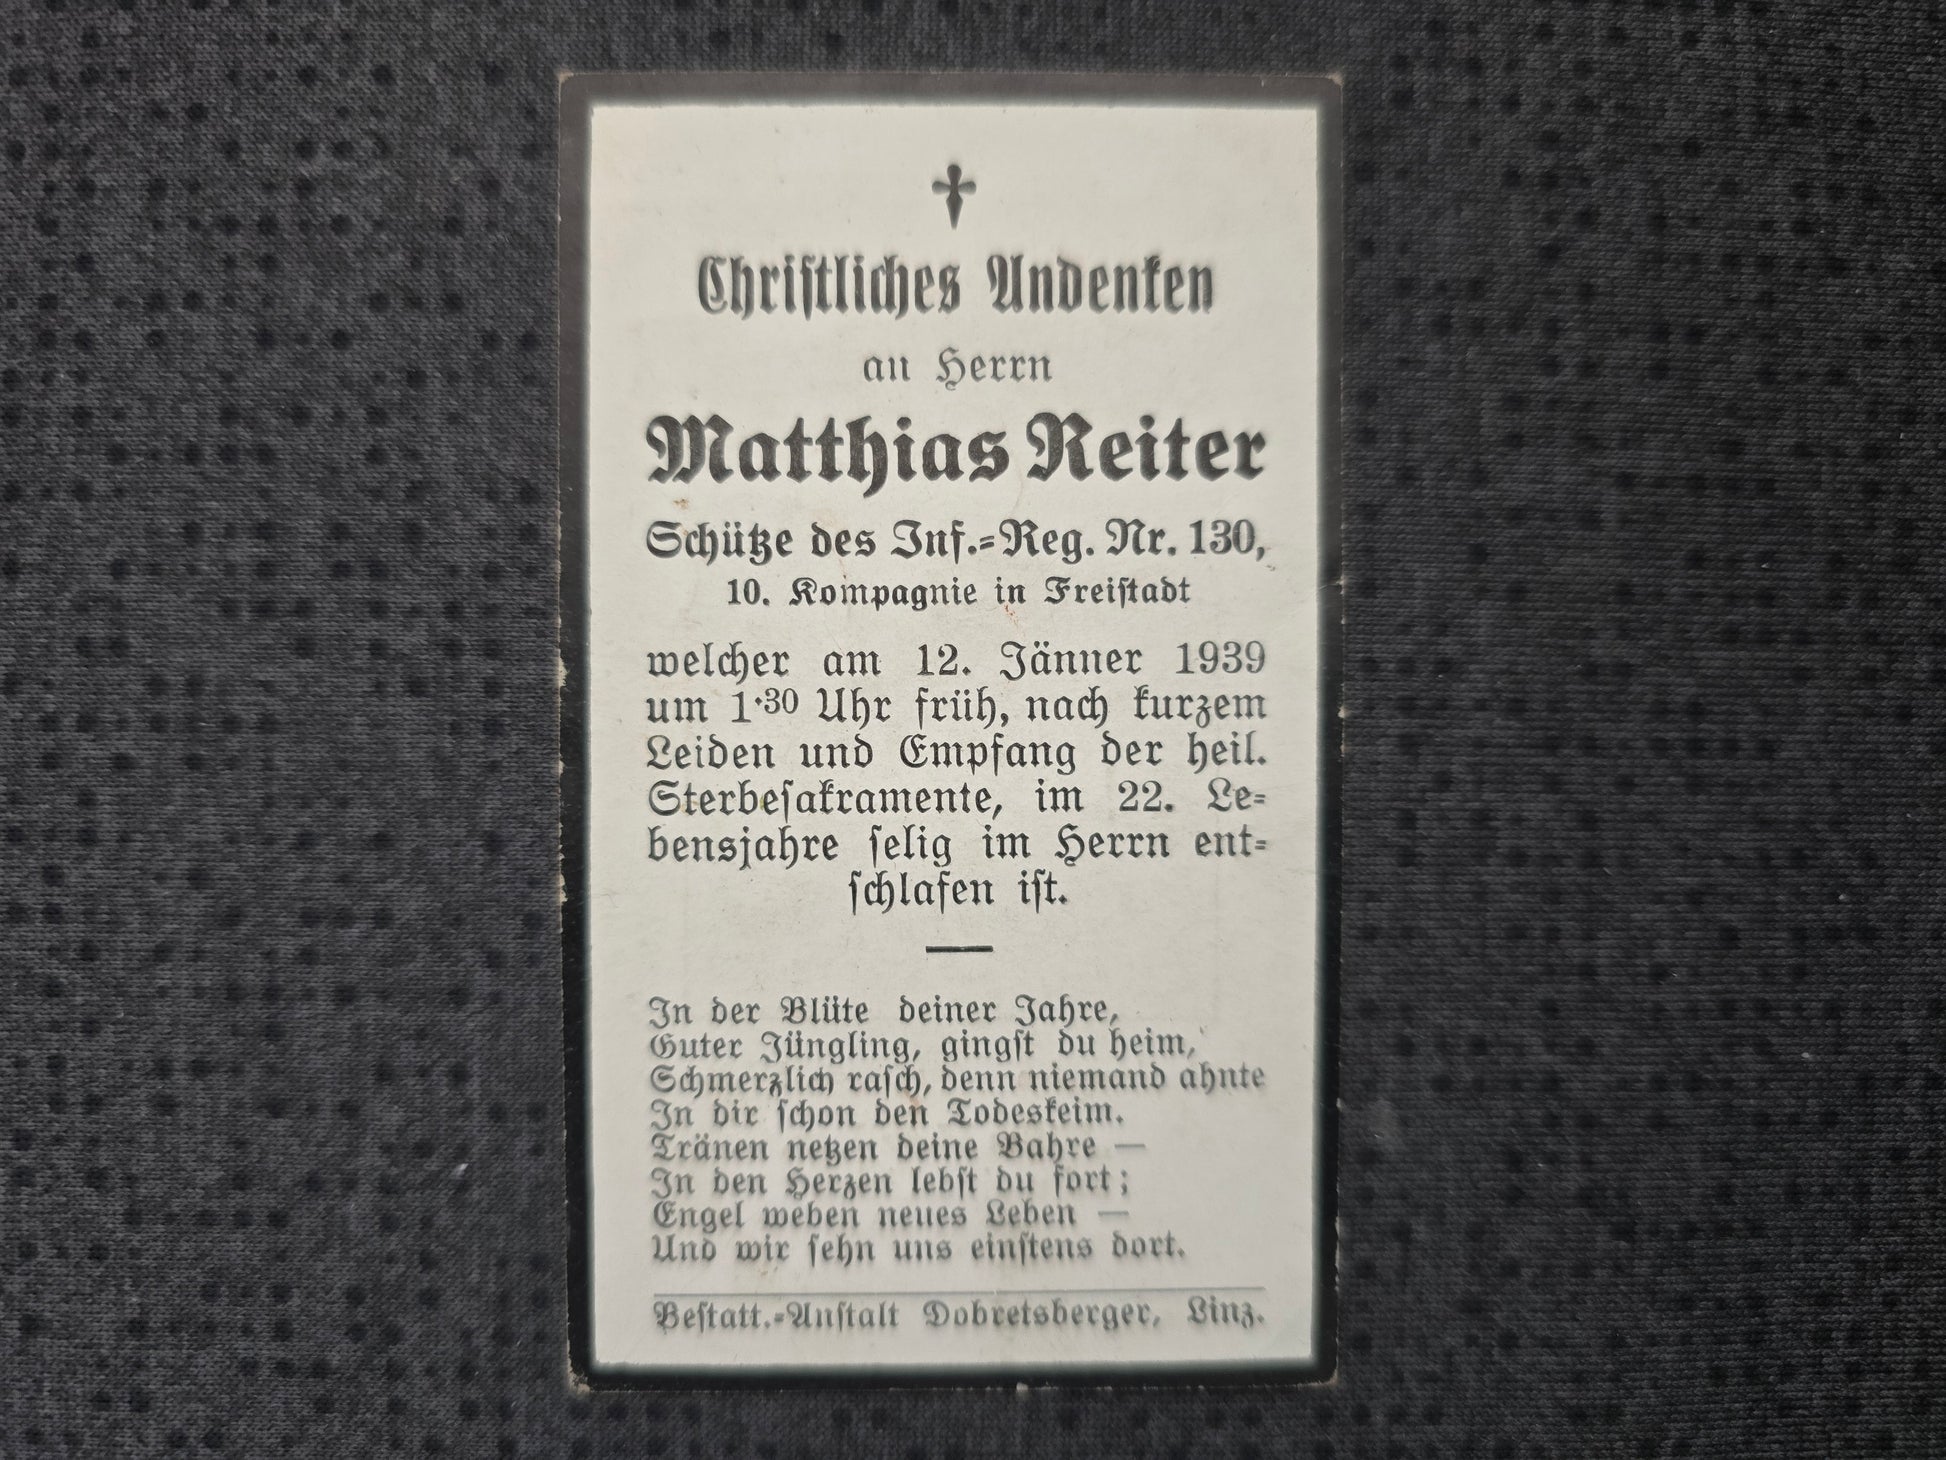 Christliches Andenken
an Herrn
Matthias Reiter
Schütze des Inf.-Reg. Nr. 130,
10. Kompagnie in Freistadt
welcher am 12. Jänner 1939
um 1·30 Uhr früh, nach kurzem
Leiden und Empfang der heil.
Sterbesakramente, im 22. Le-
bensjahre selig im Herrn ent-
schlafen ist.
In der Blüte deiner Jahre,
Guter Jüngling, gingst du heim,
Schmerzlich rasch, denn niemand ahnte
In dir schon den Todeskeim.
Tränen netzen deine Bahre —
In den Herzen lebst du fort;
Engel weben neues Leben —
Und wir sehn uns einstens dort.
Bestatt.-Anstalt Dobretsberger, Linz.